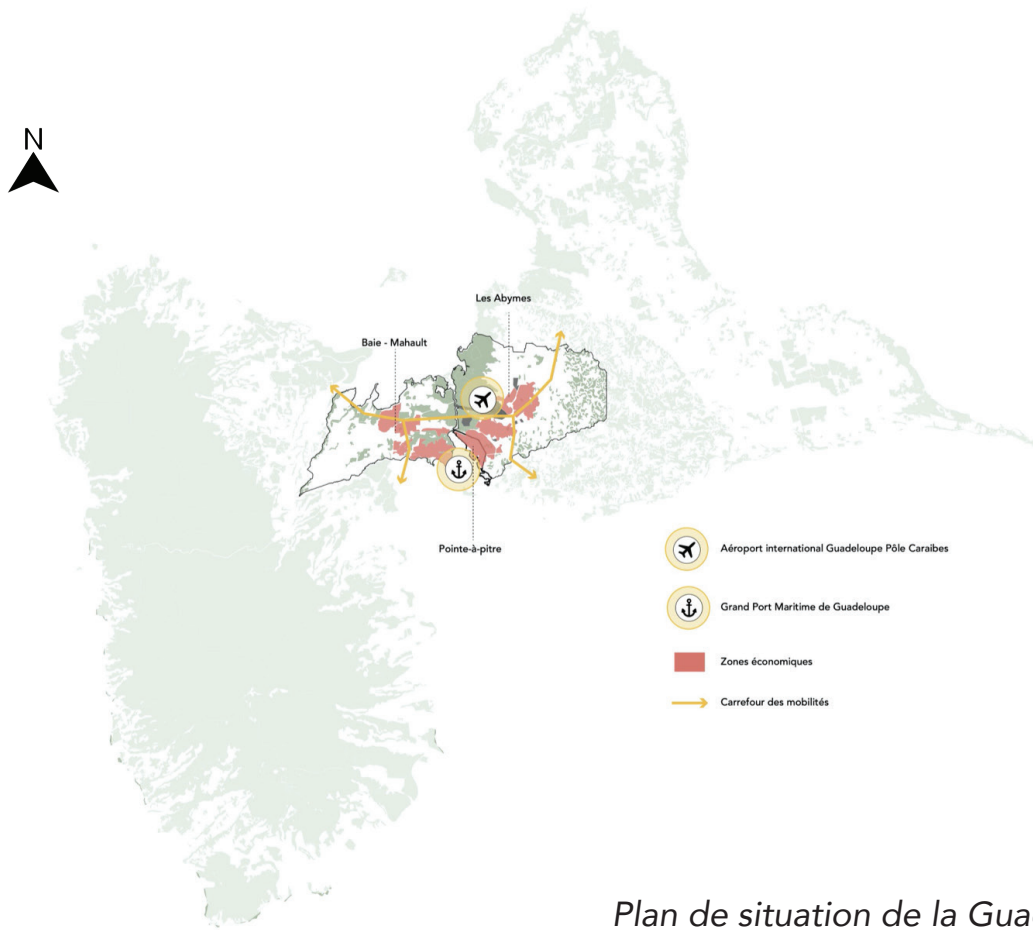 N
Les Abymes
Baie - Mahault
Pointe-à-pitre
Aéroport international Guadeloupe Pôle Caraïbes
Grand Port Maritime de Guadeloupe
Zones économiques
Carrefour des mobilités
Plan de situation de la Gua